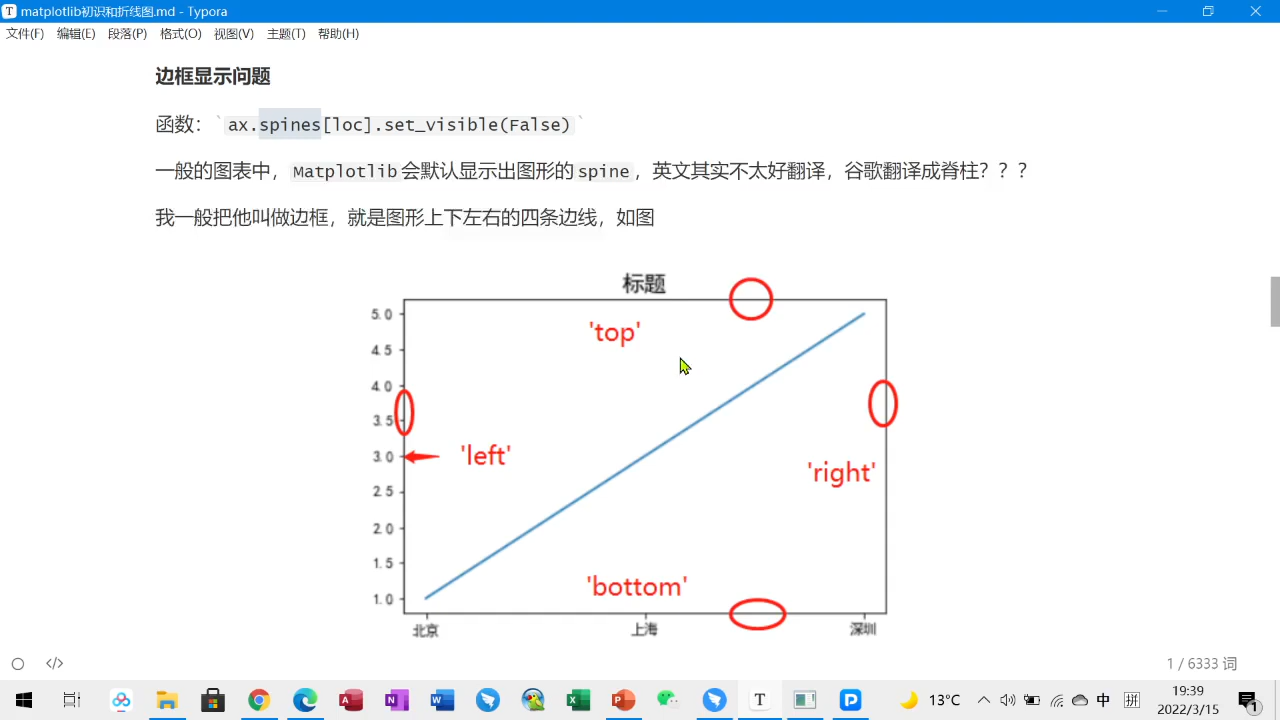 matplotlib初识和折线图.md - Typora
文件(F) 编辑(E) 段落(P) 格式(O) 视图(V) 主题(T) 帮助(H)
边框显示问题
函数：`ax.spines[loc].set_visible(False)`
一般的图表中，Matplotlib会默认显示出图形的spine，英文其实不太好翻译，谷歌翻译成脊柱？？？
我一般把他叫做边框，就是图形上下左右的四条边线，如图
标题
5.0
'top'
4.5
4.0
3.5
3.0
'left'
'right'
2.5
2.0
1.5
'bottom'
1.0
北京 上海 深圳
</> 1 / 6333 词
13°C 中 拼 19:39
2022/3/15 1